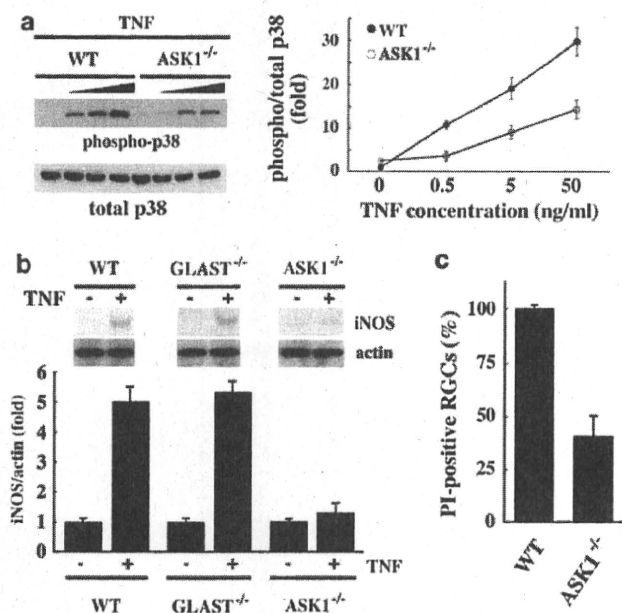 a
TNF
WT ASK1-/-
phospho-p38
total p38
phospho/total p38
(fold)
30
20
10
0
WT
ASK1-/-
0 0.5 5 50
TNF concentration (ng/ml)
b
WT GLAST-/- ASK1-/-
TNF - + - + - +
iNOS
actin
iNOS/actin (fold)
6
5
4
3
2
1
0
- + - + - + TNF
WT GLAST-/- ASK1-/-
c
PI-positive RGCs (%)
100
75
50
25
0
WT
ASK1-/-